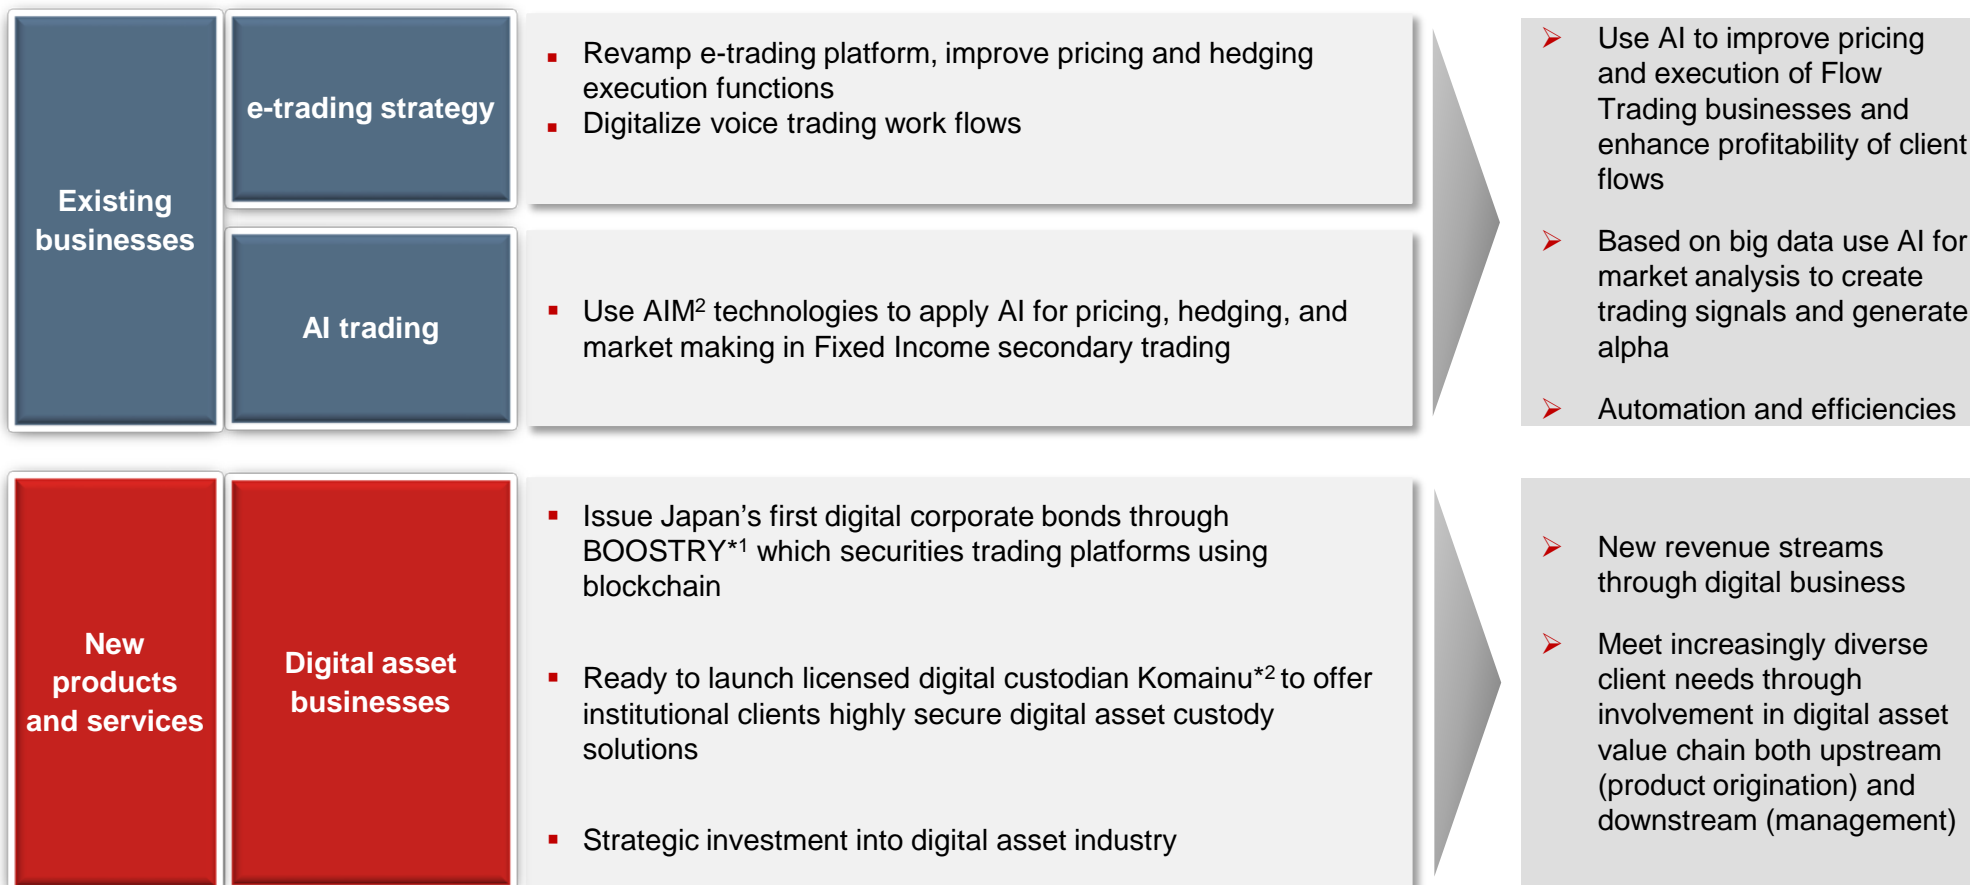 Existing
businesses
e-trading strategy
▪ Revamp e-trading platform, improve pricing and hedging
execution functions
▪ Digitalize voice trading work flows
AI trading
▪ Use AIM² technologies to apply AI for pricing, hedging, and
market making in Fixed Income secondary trading
➢ Use AI to improve pricing
and execution of Flow
Trading businesses and
enhance profitability of client
flows
➢ Based on big data use AI for
market analysis to create
trading signals and generate
alpha
➢ Automation and efficiencies
New
products
and services
Digital asset
businesses
▪ Issue Japan’s first digital corporate bonds through
BOOSTRY*¹ which securities trading platforms using
blockchain
▪ Ready to launch licensed digital custodian Komainu*² to offer
institutional clients highly secure digital asset custody
solutions
▪ Strategic investment into digital asset industry
➢ New revenue streams
through digital business
➢ Meet increasingly diverse
client needs through
involvement in digital asset
value chain both upstream
(product origination) and
downstream (management)